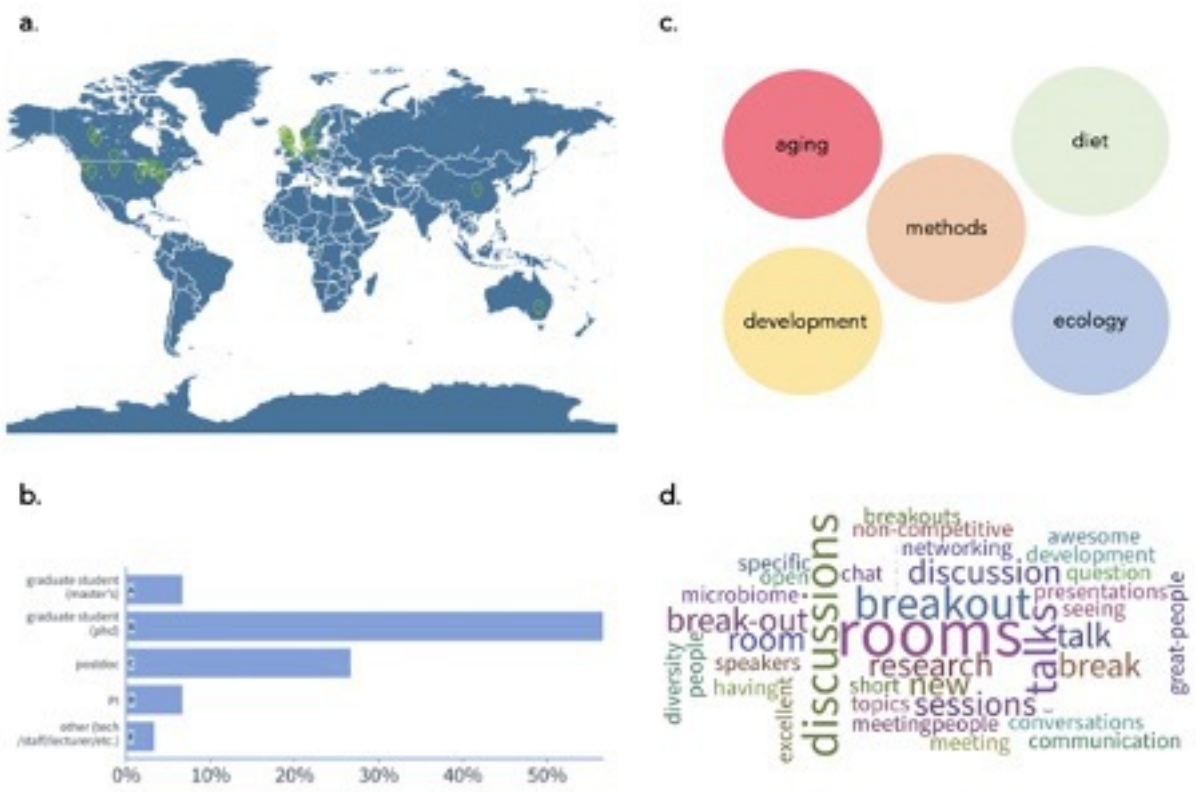 a.
c.
aging
diet
methods
development
ecology
b.
graduate student
(master's)
graduate student
(phd)
postdoc
PI
other (tech
/staff/lecturer/etc.)
0%
10%
20%
30%
40%
50%
d.
breakouts
non-competitive
awesome
networking
development
specific
open
chat
discussion
question
microbiome
breakout
presentations
break-out
seeing
room
rooms
talk
talks
discussions
great-people
diversity
people
speakers
research
break
having
short
new
excellent
topics
sessions
meetingpeople
conversations
meeting
communication